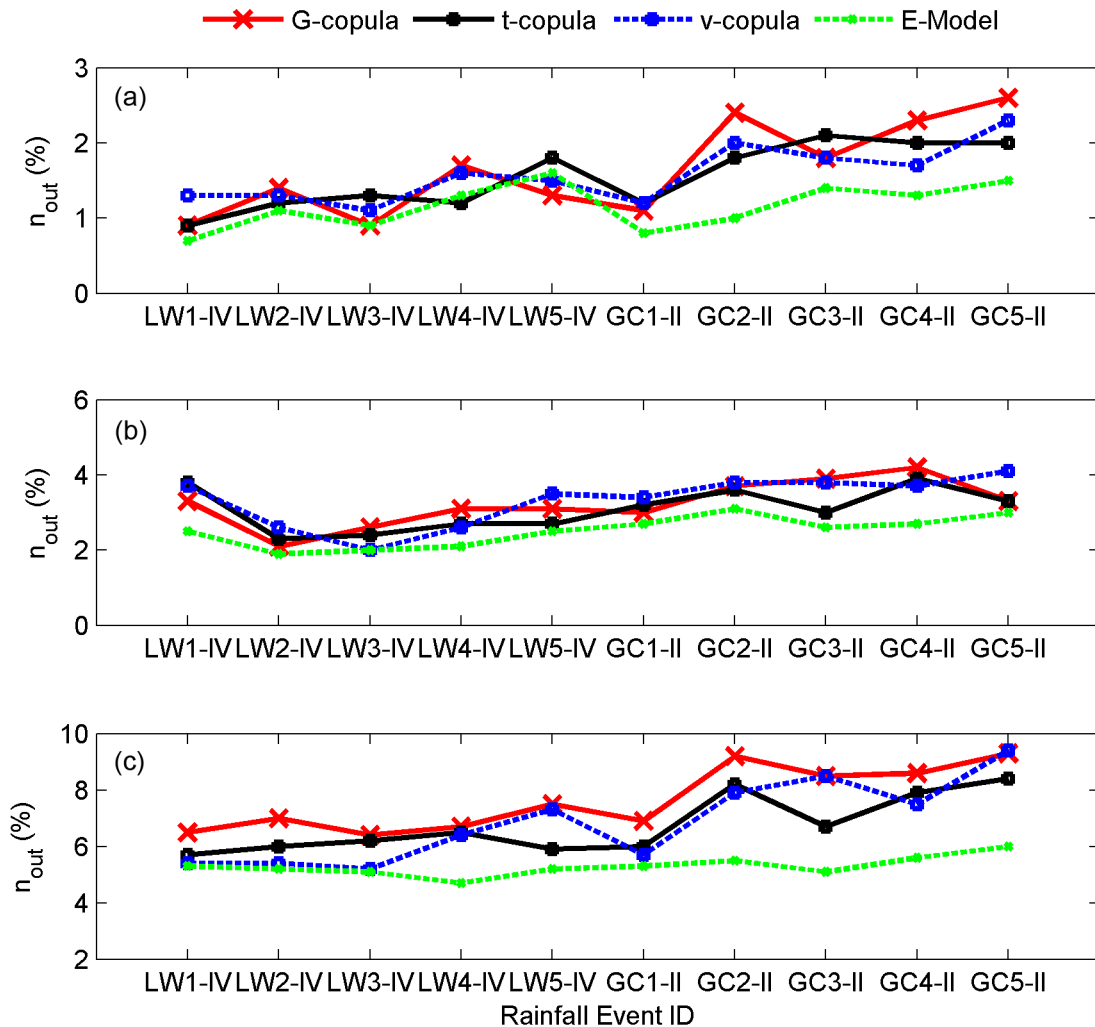 G-copula t-copula v-copula E-Model
(a)
3
2
1
0
n_out (%)
LW1-IV LW2-IV LW3-IV LW4-IV LW5-IV GC1-II GC2-II GC3-II GC4-II GC5-II
(b)
6
4
2
0
n_out (%)
LW1-IV LW2-IV LW3-IV LW4-IV LW5-IV GC1-II GC2-II GC3-II GC4-II GC5-II
(c)
10
8
6
4
2
n_out (%)
LW1-IV LW2-IV LW3-IV LW4-IV LW5-IV GC1-II GC2-II GC3-II GC4-II GC5-II
Rainfall Event ID